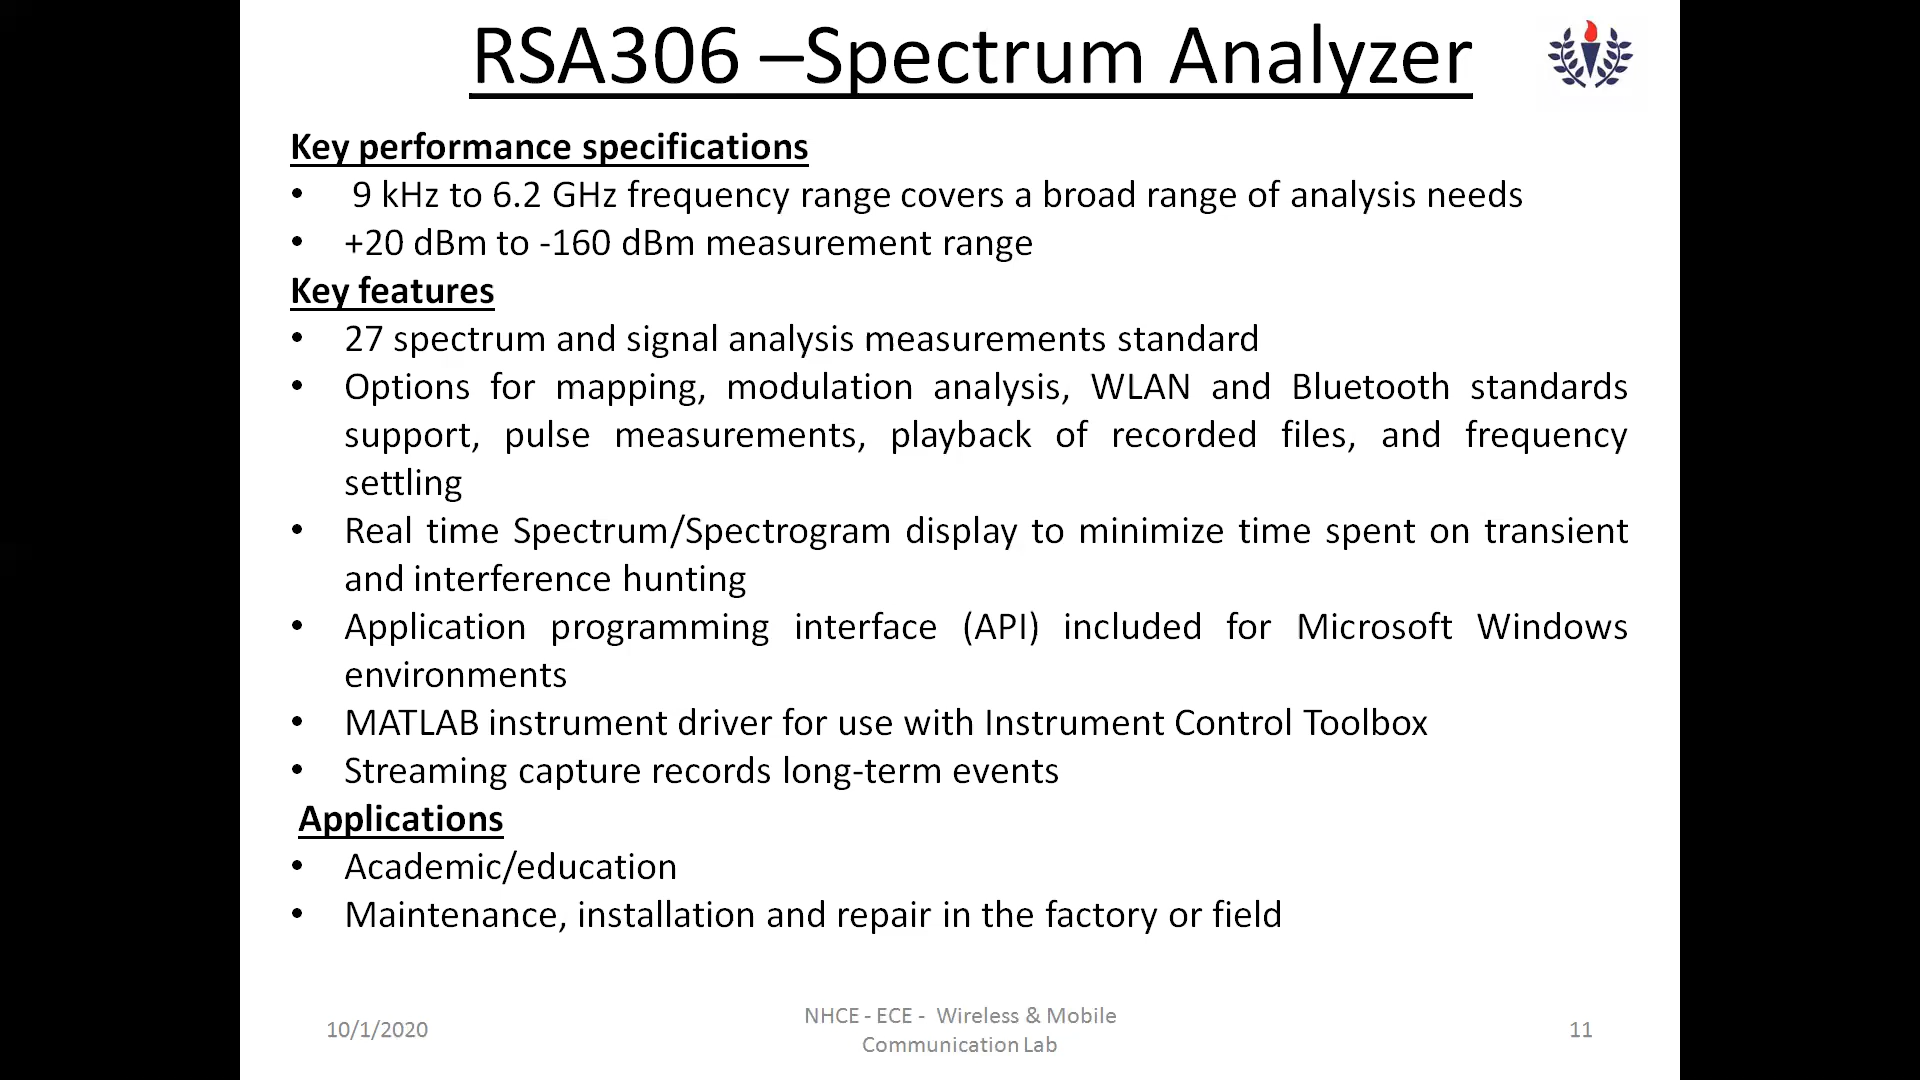 RSA306 –Spectrum Analyzer
Key performance specifications
• 9 kHz to 6.2 GHz frequency range covers a broad range of analysis needs
• +20 dBm to -160 dBm measurement range
Key features
• 27 spectrum and signal analysis measurements standard
• Options for mapping, modulation analysis, WLAN and Bluetooth standards
support, pulse measurements, playback of recorded files, and frequency
settling
• Real time Spectrum/Spectrogram display to minimize time spent on transient
and interference hunting
• Application programming interface (API) included for Microsoft Windows
environments
• MATLAB instrument driver for use with Instrument Control Toolbox
• Streaming capture records long-term events
Applications
• Academic/education
• Maintenance, installation and repair in the factory or field
10/1/2020
NHCE - ECE - Wireless & Mobile
Communication Lab
11